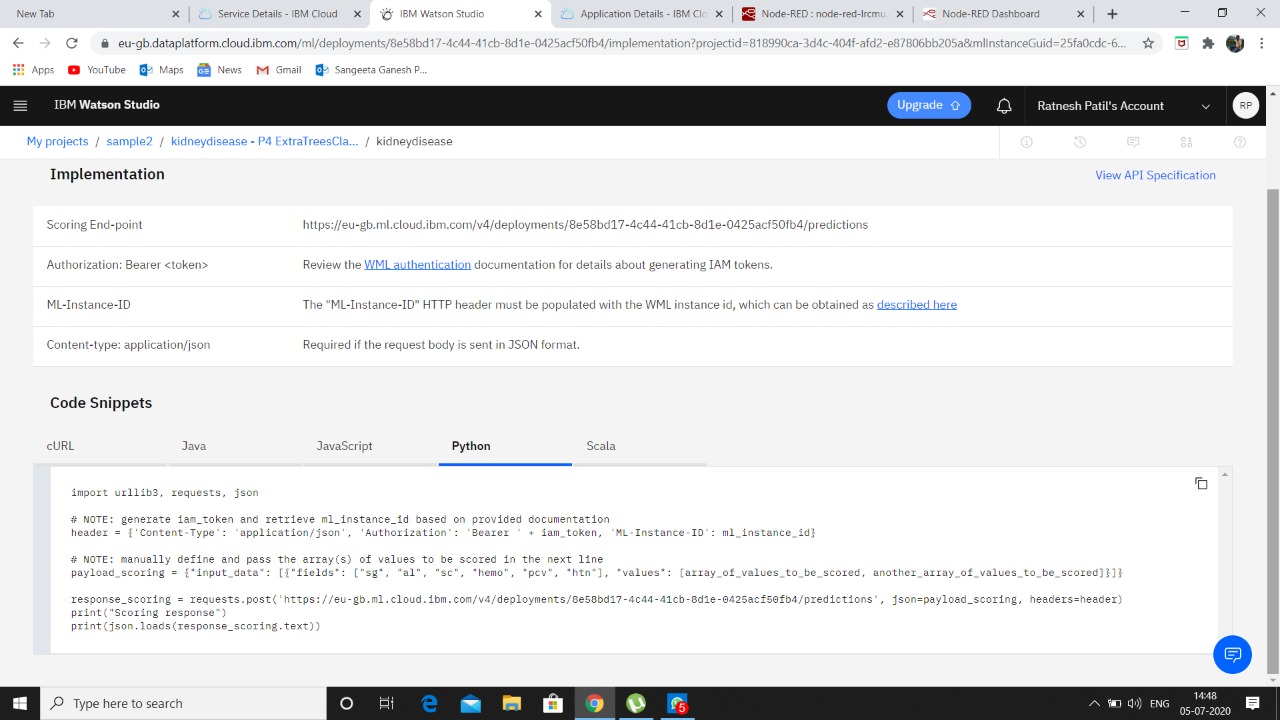 New Tab
Service Details - IBM Cloud
IBM Watson Studio
Application Details - IBM Clo
Node-RED : node-red-lrcmu
Node-RED Dashboard
eu-gb.dataplatform.cloud.ibm.com/ml/deployments/8e58bd17-4c44-41cb-8d1e-0425acf50fb4/implementation?projectid=818990ca-3d4c-404f-afd2-e87806bb205a&mlInstanceGuid=25fa0cdc-6...
Apps
YouTube
Maps
News
Gmail
Sangeeta Ganesh P...
IBM Watson Studio
Upgrade
Ratnesh Patil's Account
RP
My projects / sample2 / kidneydisease - P4 ExtraTreesCla... / kidneydisease
Implementation
View API Specification
Scoring End-point
https://eu-gb.ml.cloud.ibm.com/v4/deployments/8e58bd17-4c44-41cb-8d1e-0425acf50fb4/predictions
Authorization: Bearer <token>
Review the WML authentication documentation for details about generating IAM tokens.
ML-Instance-ID
The "ML-Instance-ID" HTTP header must be populated with the WML instance id, which can be obtained as described here
Content-type: application/json
Required if the request body is sent in JSON format.
Code Snippets
cURL
Java
JavaScript
Python
Scala
import urllib3, requests, json
# NOTE: generate iam_token and retrieve ml_instance_id based on provided documentation
header = {'Content-Type': 'application/json', 'Authorization': 'Bearer ' + iam_token, 'ML-Instance-ID': ml_instance_id}
# NOTE: manually define and pass the array(s) of values to be scored in the next line
payload_scoring = {"input_data": [{"fields": ["sg", "al", "sc", "hemo", "pcv", "htn"], "values": [array_of_values_to_be_scored, another_array_of_values_to_be_scored]}]}
response_scoring = requests.post('https://eu-gb.ml.cloud.ibm.com/v4/deployments/8e58bd17-4c44-41cb-8d1e-0425acf50fb4/predictions', json=payload_scoring, headers=header)
print("Scoring response")
print(json.loads(response_scoring.text))
Type here to search
5
ENG
14:48
05-07-2020